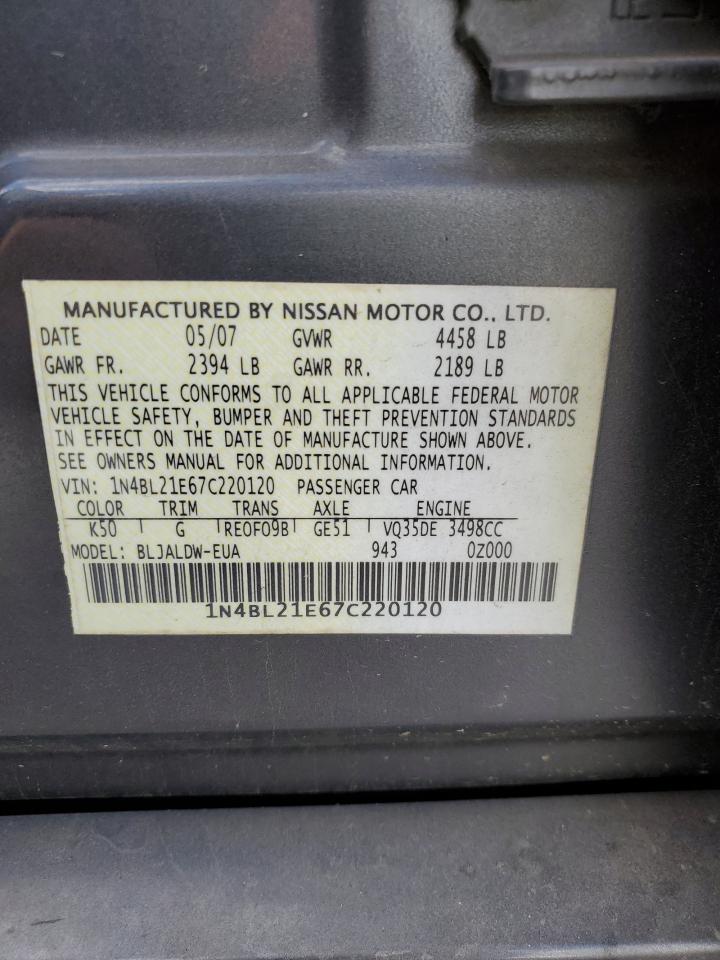 MANUFACTURED BY NISSAN MOTOR CO., LTD.
DATE 05/07 GVWR 4458 LB
GAWR FR. 2394 LB GAWR RR. 2189 LB
THIS VEHICLE CONFORMS TO ALL APPLICABLE FEDERAL MOTOR
VEHICLE SAFETY, BUMPER AND THEFT PREVENTION STANDARDS
IN EFFECT ON THE DATE OF MANUFACTURE SHOWN ABOVE.
SEE OWNERS MANUAL FOR ADDITIONAL INFORMATION.
VIN: 1N4BL21E67C220120 PASSENGER CAR
COLOR TRIM TRANS AXLE ENGINE
K50 G RE0F09B GE51 VQ35DE 3498CC
MODEL: BLJALDW-EUA 943 0Z000
1N4BL21E67C220120